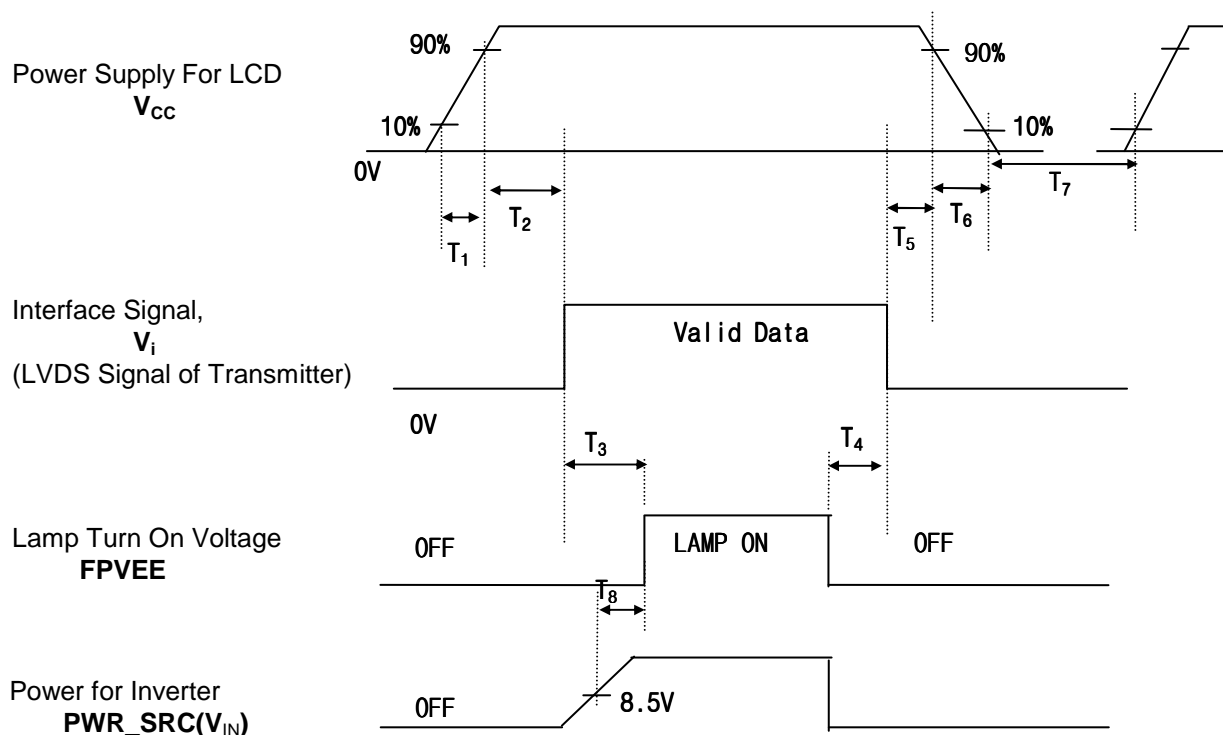 90%
90%
Power Supply For LCD
VCC
10%
10%
0V
T7
T2
T6
T5
T1
Interface Signal,
Vi
Valid Data
(LVDS Signal of Transmitter)
0V
T3
T4
Lamp Turn On Voltage
OFF
LAMP ON
OFF
FPVEE
T8
Power for Inverter
OFF
8.5V
PWR_SRC(VIN)